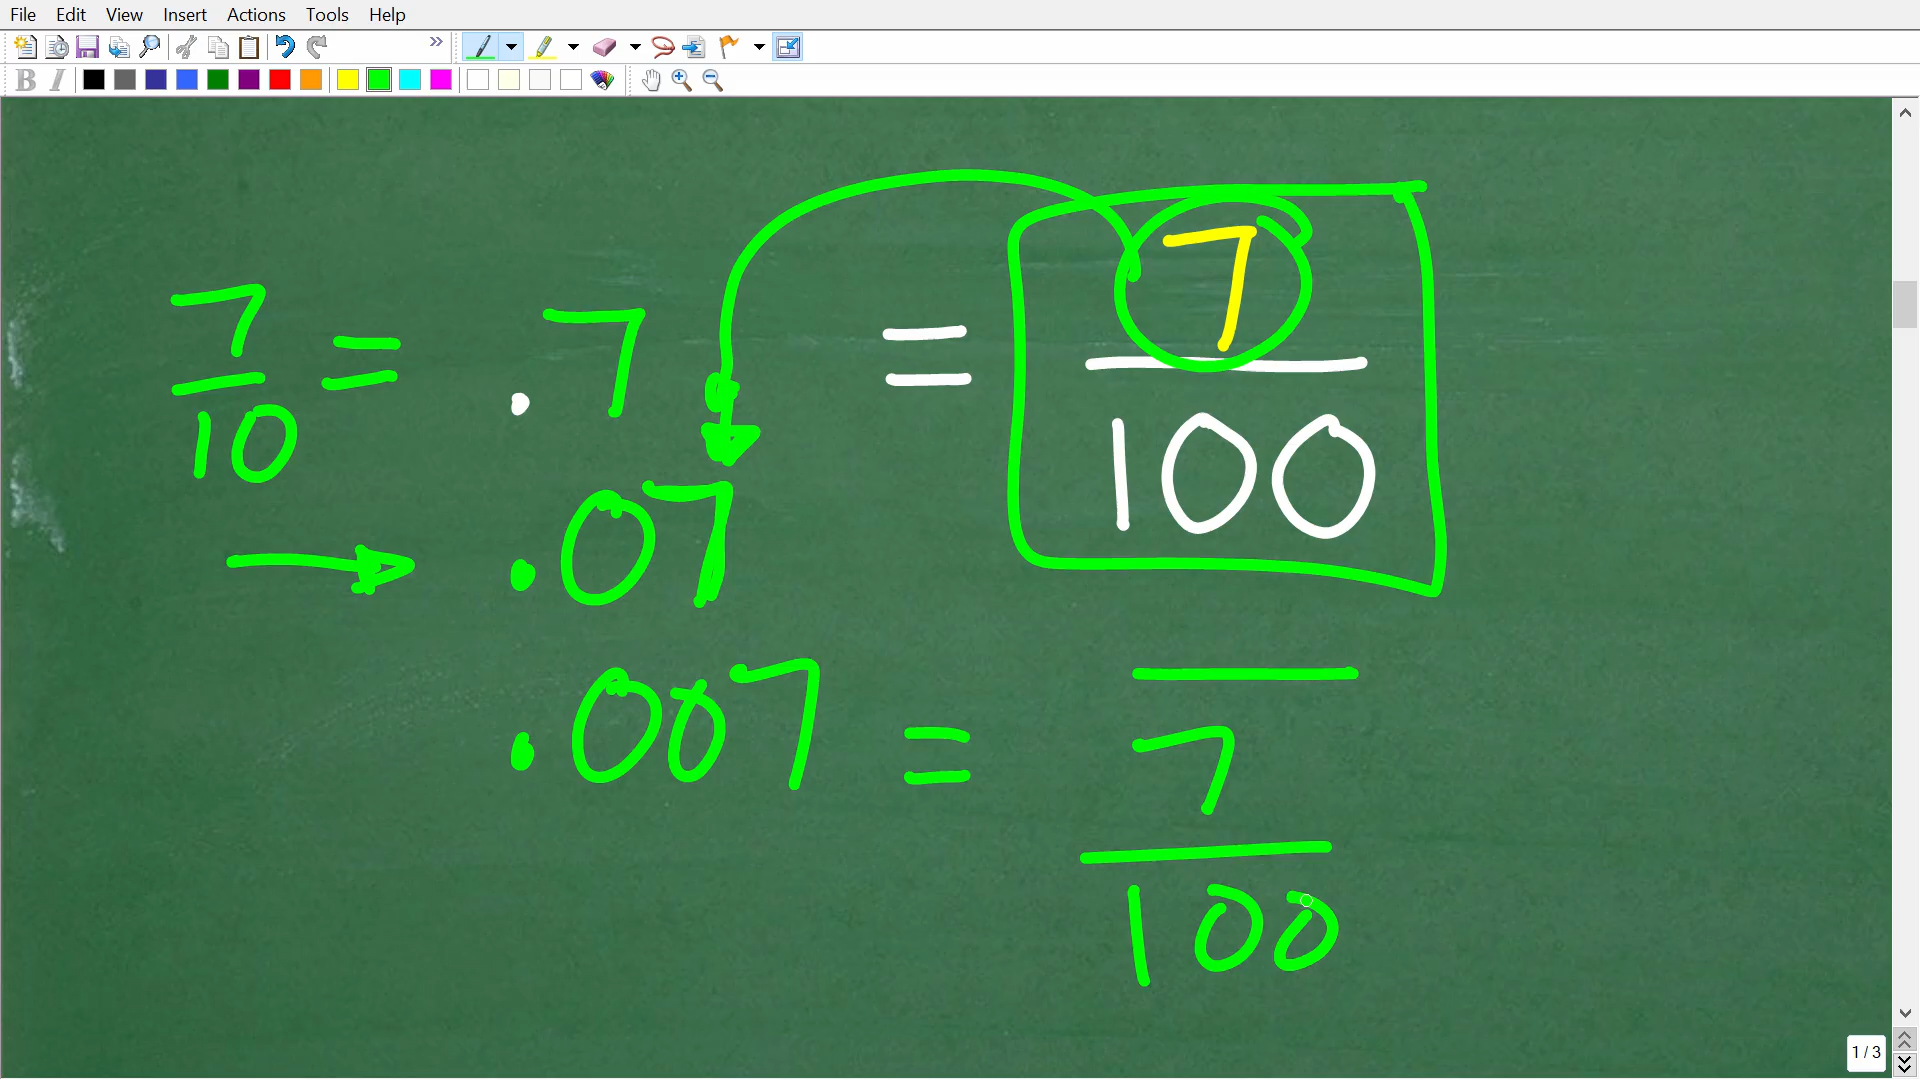 File Edit View Insert Actions Tools Help
B I
7/10 = .7 = 7/100
.07
.007 = 7/100
1 / 3